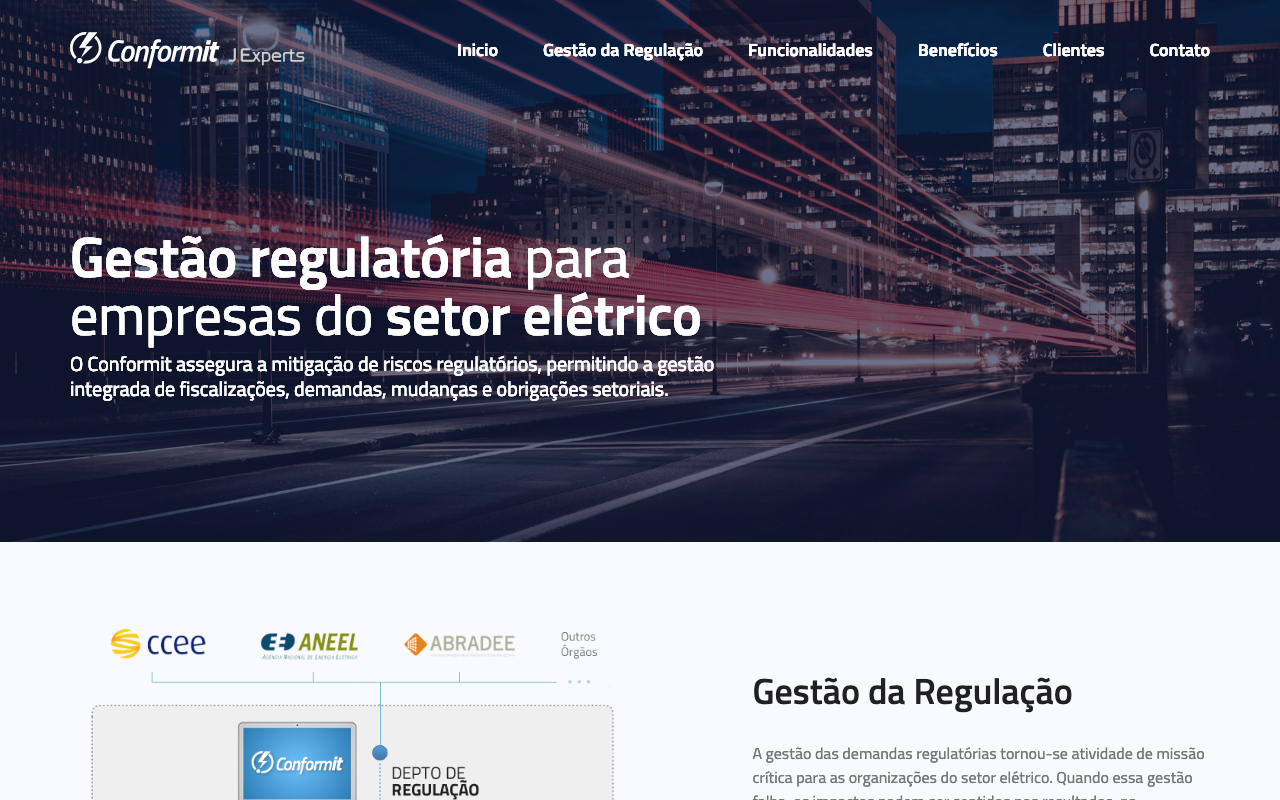 Conformit J.Experts
Inicio
Gestão da Regulação
Funcionalidades
Benefícios
Clientes
Contato
Gestão regulatória para
empresas do setor elétrico
O Conformit assegura a mitigação de riscos regulatórios, permitindo a gestão
integrada de fiscalizações, demandas, mudanças e obrigações setoriais.
ccee
ANEEL
AGÊNCIA NACIONAL DE ENERGIA ELÉTRICA
ABRADEE
Outros
Órgãos
Conformit
DEPTO DE
REGULAÇÃO
Gestão da Regulação
A gestão das demandas regulatórias tornou-se atividade de missão
crítica para as organizações do setor elétrico. Quando essa gestão